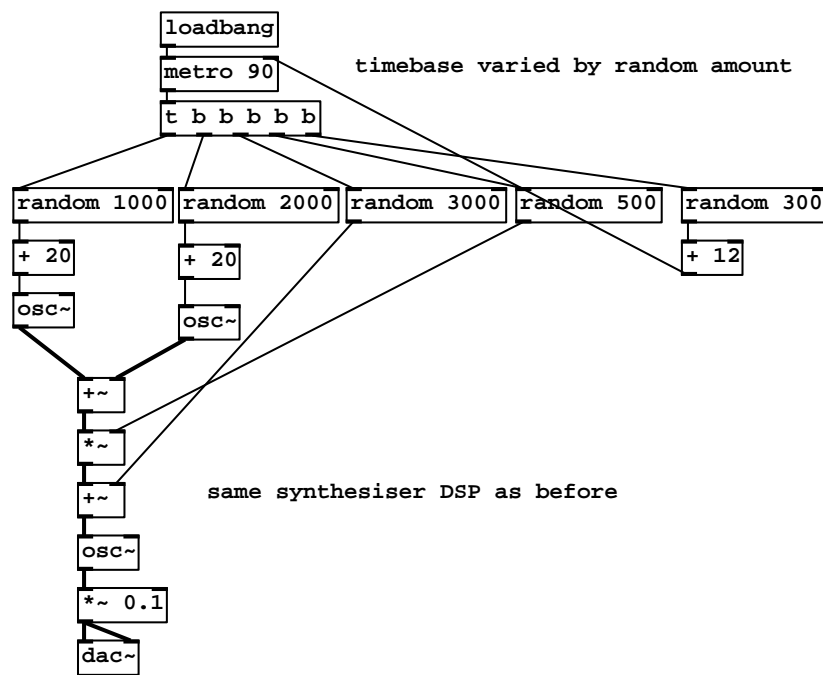 loadbang
metro 90
timebase varied by random amount
t b b b b b
random 1000
random 2000
random 3000
random 500
random 300
+ 20
+ 20
+ 12
osc~
osc~
+~
*~
+~
same synthesiser DSP as before
osc~
*~ 0.1
dac~